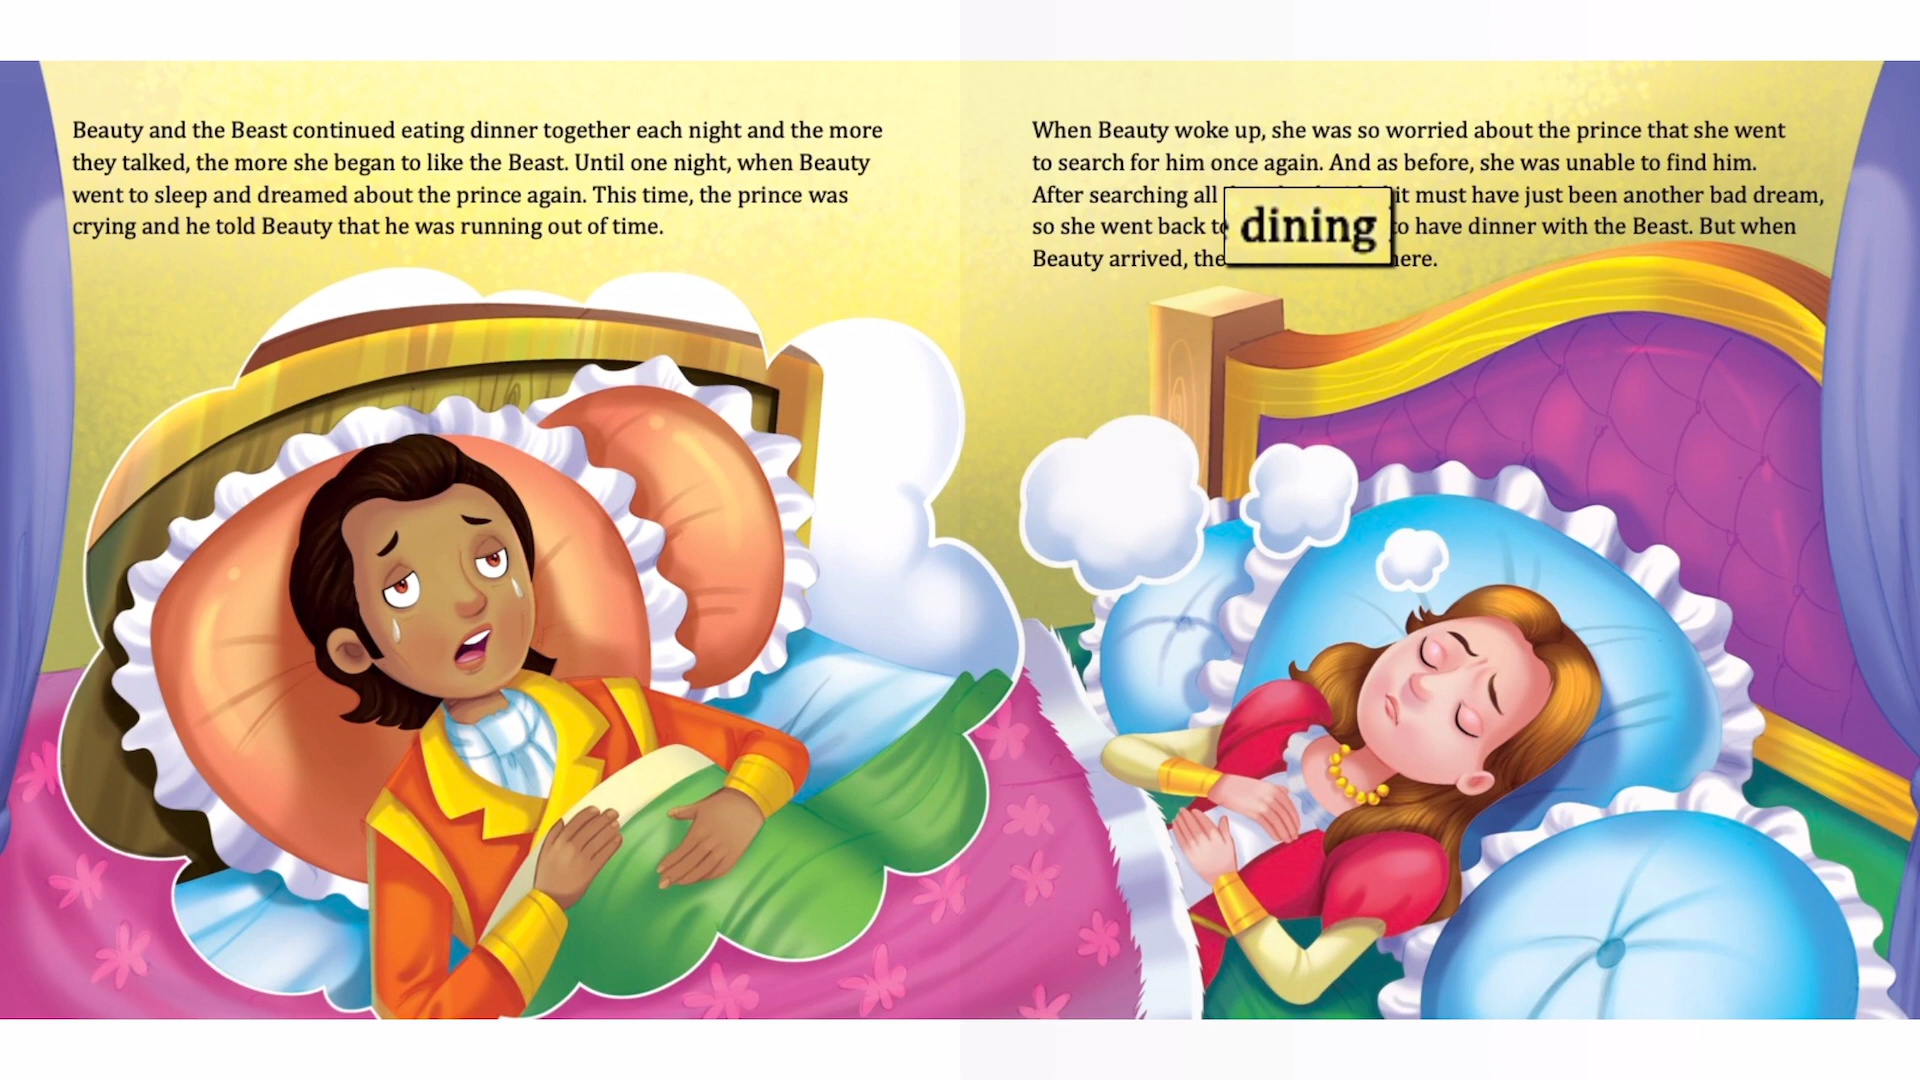 Beauty and the Beast continued eating dinner together each night and the more
they talked, the more she began to like the Beast. Until one night, when Beauty
went to sleep and dreamed about the prince again. This time, the prince was
crying and he told Beauty that he was running out of time.
When Beauty woke up, she was so worried about the prince that she went
to search for him once again. And as before, she was unable to find him.
After searching all it must have just been another bad dream,
so she went back to dining to have dinner with the Beast. But when
Beauty arrived, the here.